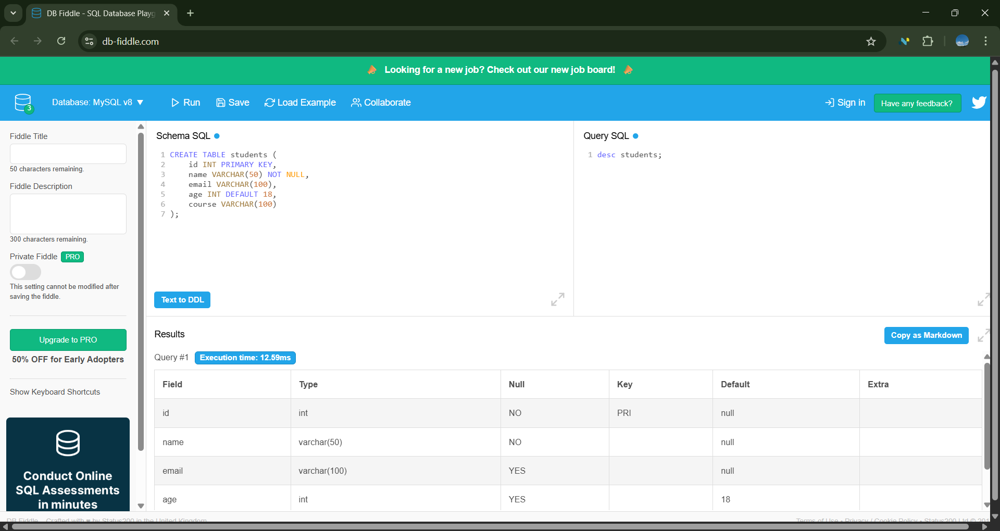 DB Fiddle - SQL Database Playg
db-fiddle.com
Looking for a new job? Check out our new job board!
3
Database: MySQL v8 ▼
Run
Save
Load Example
Collaborate
Sign in
Have any feedback?
Fiddle Title
50 characters remaining.
Fiddle Description
300 characters remaining.
Private Fiddle PRO
This setting cannot be modified after
saving the fiddle.
Upgrade to PRO
50% OFF for Early Adopters
Show Keyboard Shortcuts
Conduct Online
SQL Assessments
in minutes
Schema SQL
1 CREATE TABLE students (
2 id INT PRIMARY KEY,
3 name VARCHAR(50) NOT NULL,
4 email VARCHAR(100),
5 age INT DEFAULT 18,
6 course VARCHAR(100)
7 );
Text to DDL
Query SQL
1 desc students;
Results
Copy as Markdown
Query #1 Execution time: 12.59ms
Field Type Null Key Default Extra
id int NO PRI null
name varchar(50) NO null
email varchar(100) YES null
age int YES 18
DB Fiddle Crafted with ♥ by Status200 in the United Kingdom
Terms of Use • Privacy / Cookie Policy • Status200 Ltd © 201